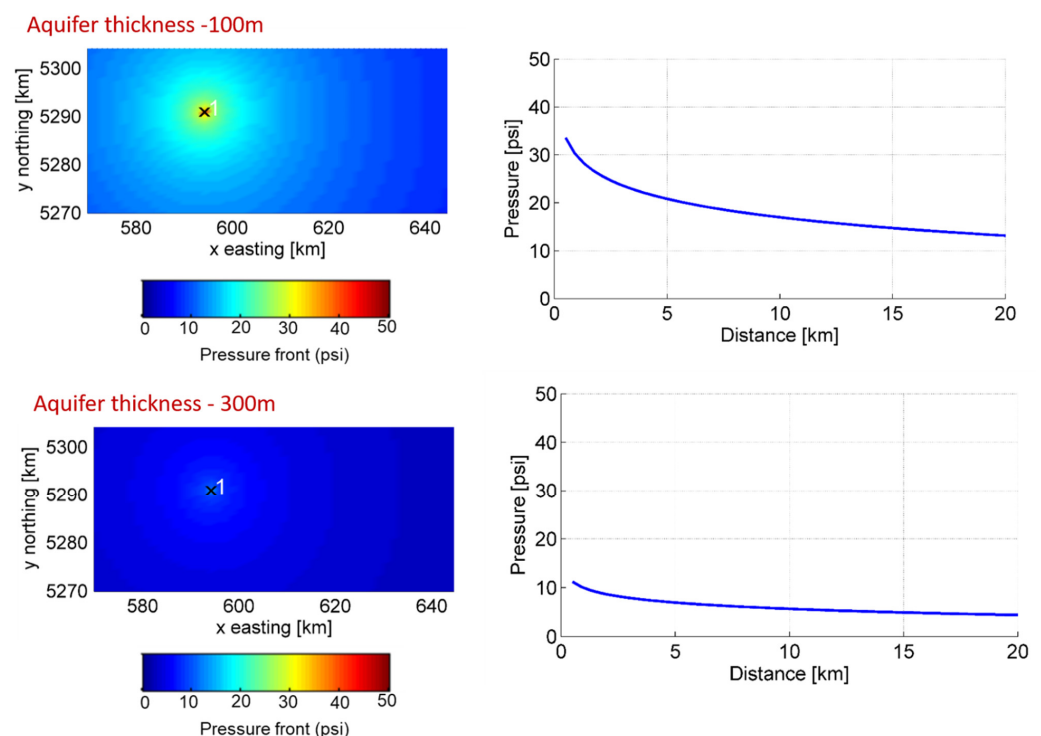 Aquifer thickness -100m
y northing [km]
5300
5290
5280
5270
1
580 600 620 640
x easting [km]
0 10 20 30 40 50
Pressure front (psi)
Pressure [psi]
50
40
30
20
10
0
0 5 10 15 20
Distance [km]
Aquifer thickness - 300m
y northing [km]
5300
5290
5280
5270
1
580 600 620 640
x easting [km]
0 10 20 30 40 50
Pressure front (psi)
Pressure [psi]
50
40
30
20
10
0
0 5 10 15 20
Distance [km]